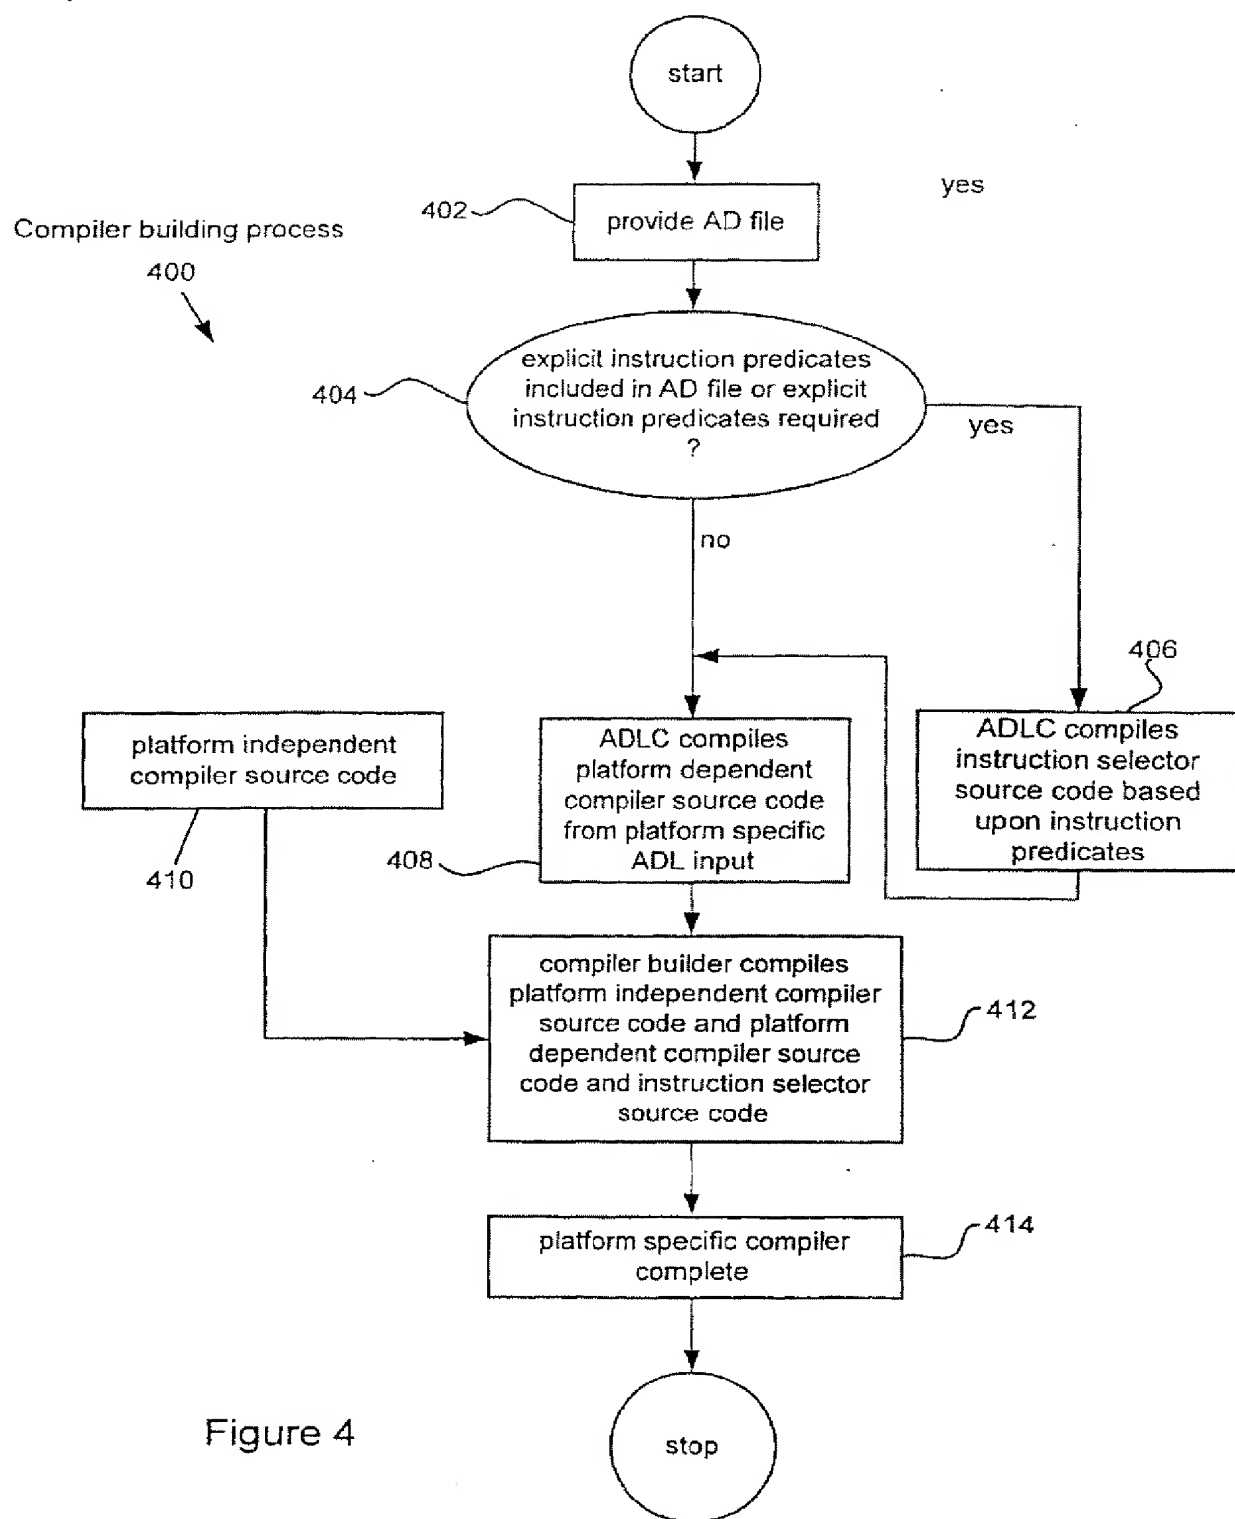 start
yes
402
provide AD file
Compiler building process
400
explicit instruction predicates
included in AD file or explicit
instruction predicates required
?
404
yes
no
406
platform independent
compiler source code
410
ADLC compiles
platform dependent
compiler source code
from platform specific
ADL input
408
ADLC compiles
instruction selector
source code based
upon instruction
predicates
compiler builder compiles
platform independent compiler
source code and platform
dependent compiler source
code and instruction selector
source code
412
platform specific compiler
complete
414
stop
Figure 4